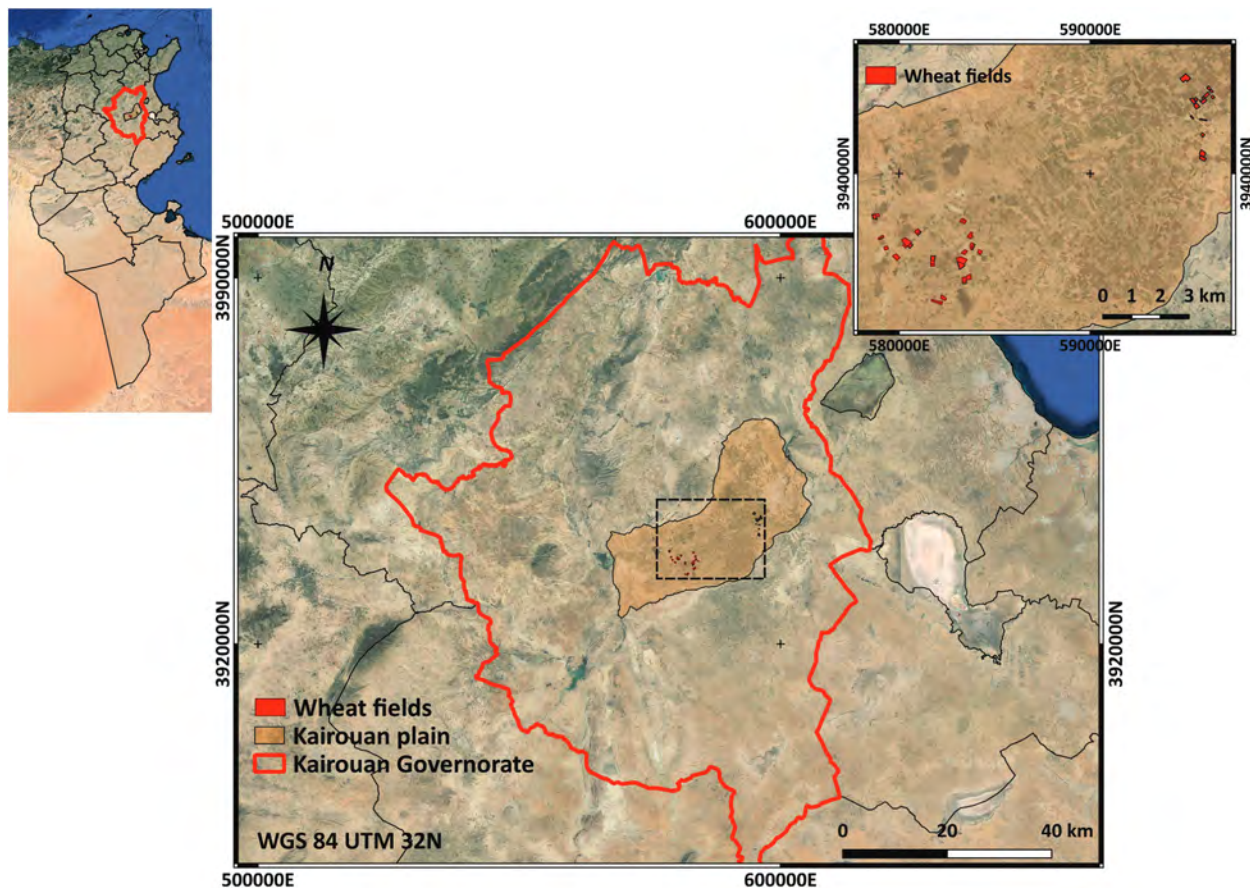 580000E 590000E
Wheat fields
3940000N
3940000N
0 1 2 3 km
580000E 590000E
500000E 600000E
3990000N
3990000N
N
3920000N
3920000N
Wheat fields
Kairouan plain
Kairouan Governorate
WGS 84 UTM 32N
0 20 40 km
500000E 600000E